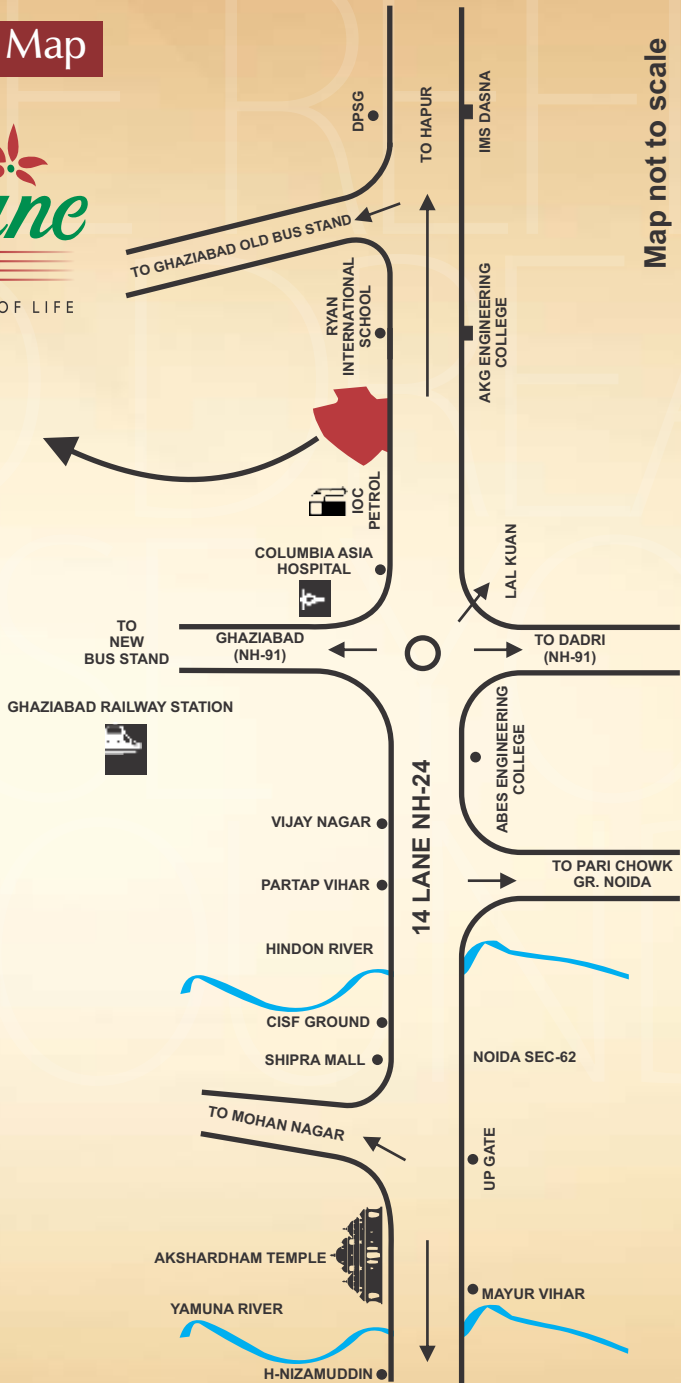 Map
OF LIFE
Map not to scale
DPSG
TO HAPUR
IMS DASNA
TO GHAZIABAD OLD BUS STAND
RYAN
INTERNATIONAL
SCHOOL
AKG ENGINEERING
COLLEGE
IOC
PETROL
COLUMBIA ASIA
HOSPITAL
LAL KUAN
TO
NEW
BUS STAND
GHAZIABAD
(NH-91)
TO DADRI
(NH-91)
GHAZIABAD RAILWAY STATION
ABES ENGINEERING
COLLEGE
14 LANE NH-24
VIJAY NAGAR
PARTAP VIHAR
TO PARI CHOWK
GR. NOIDA
HINDON RIVER
CISF GROUND
SHIPRA MALL
NOIDA SEC-62
TO MOHAN NAGAR
UP GATE
AKSHARDHAM TEMPLE
MAYUR VIHAR
YAMUNA RIVER
H-NIZAMUDDIN